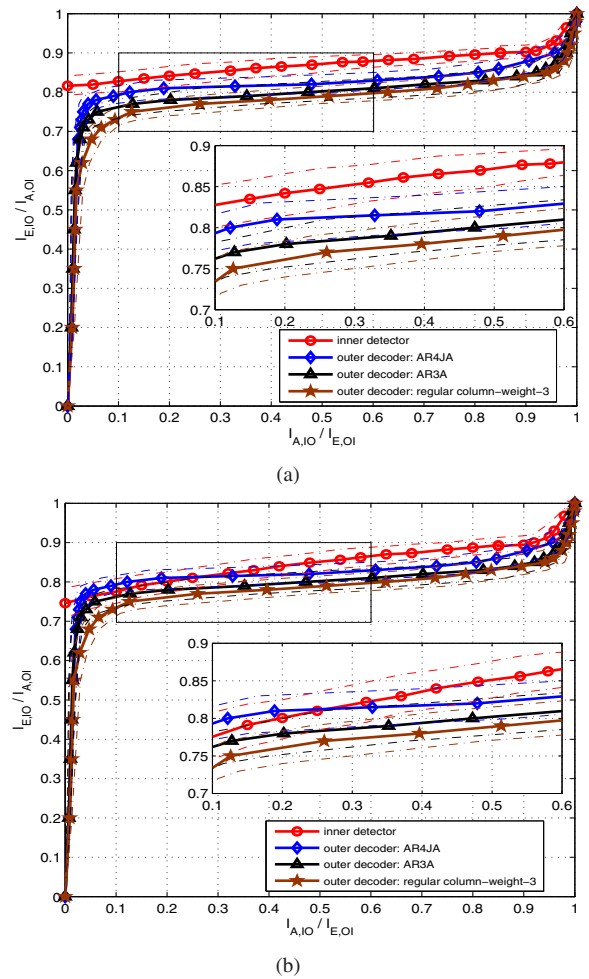 1
0.9
0.8
0.7
0.6
0.5
0.4
0.3
0.2
0.1
0
I_E,IO / I_A,OI
0.9
0.85
0.8
0.75
0.7
0.1 0.2 0.3 0.4 0.5 0.6
inner detector
outer decoder: AR4JA
outer decoder: AR3A
outer decoder: regular column-weight-3
0 0.1 0.2 0.3 0.4 0.5 0.6 0.7 0.8 0.9 1
I_A,IO / I_E,OI
(a)
1
0.9
0.8
0.7
0.6
0.5
0.4
0.3
0.2
0.1
0
I_E,IO / I_A,OI
0.9
0.85
0.8
0.75
0.7
0.1 0.2 0.3 0.4 0.5 0.6
inner detector
outer decoder: AR4JA
outer decoder: AR3A
outer decoder: regular column-weight-3
0 0.1 0.2 0.3 0.4 0.5 0.6 0.7 0.8 0.9 1
I_A,IO / I_E,OI
(b)